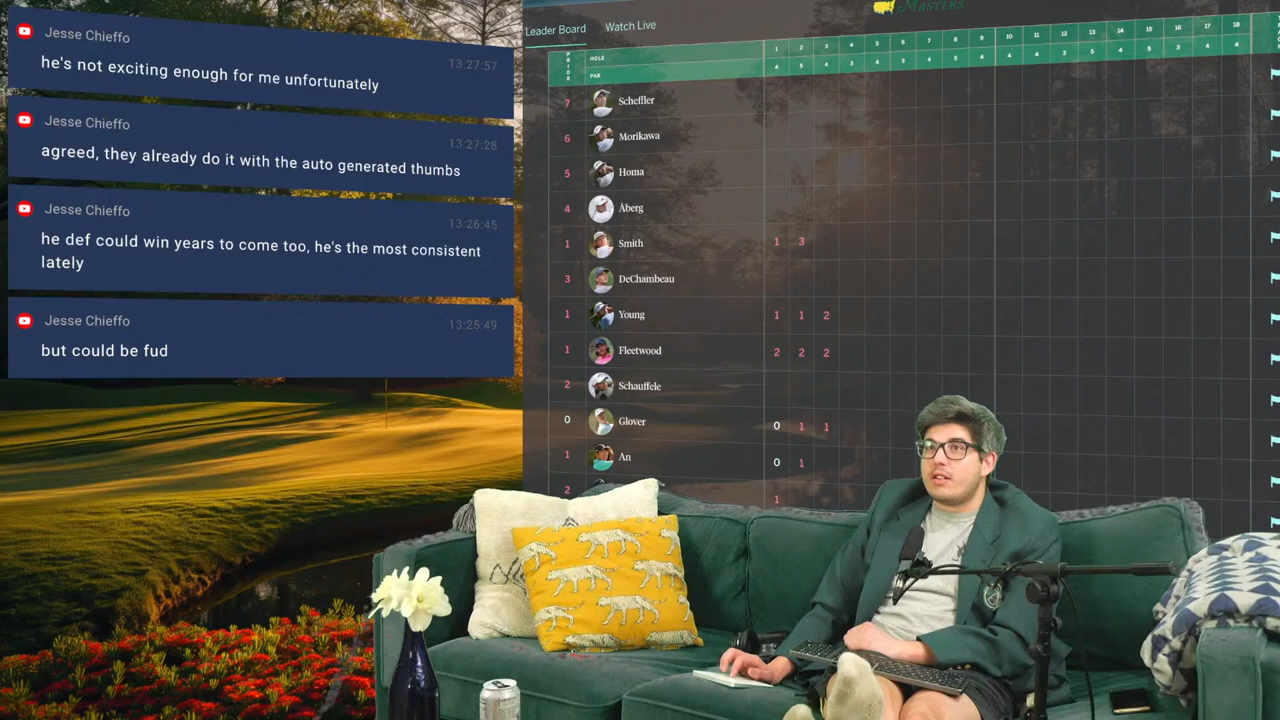 Jesse Chieffo
13:27:57
he's not exciting enough for me unfortunately
Jesse Chieffo
13:27:28
agreed, they already do it with the auto generated thumbs
Jesse Chieffo
13:26:45
he def could win years to come too, he's the most consistent
lately
Jesse Chieffo
13:25:49
but could be fud
Masters
Leader Board Watch Live
PRIOR
HOLE 1 2 3 4 5 6 7 8 9 10 11 12 13 14 15 16 17 18
PAR 4 5 4 3 4 3 4 5 4 4 4 3 5 4 5 3 4 4
7 Scheffler
6 Morikawa
5 Homa
4 Åberg
1 Smith 1 3
3 DeChambeau
1 Young 1 1 2
1 Fleetwood 2 2 2
2 Schauffele
0 Glover 0 1 1
1 An 0 1
2 1